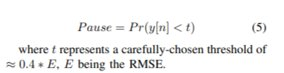 Pause = Pr(y[n] < t) (5)
where t represents a carefully-chosen threshold of
≈ 0.4 ∗ E, E being the RMSE.